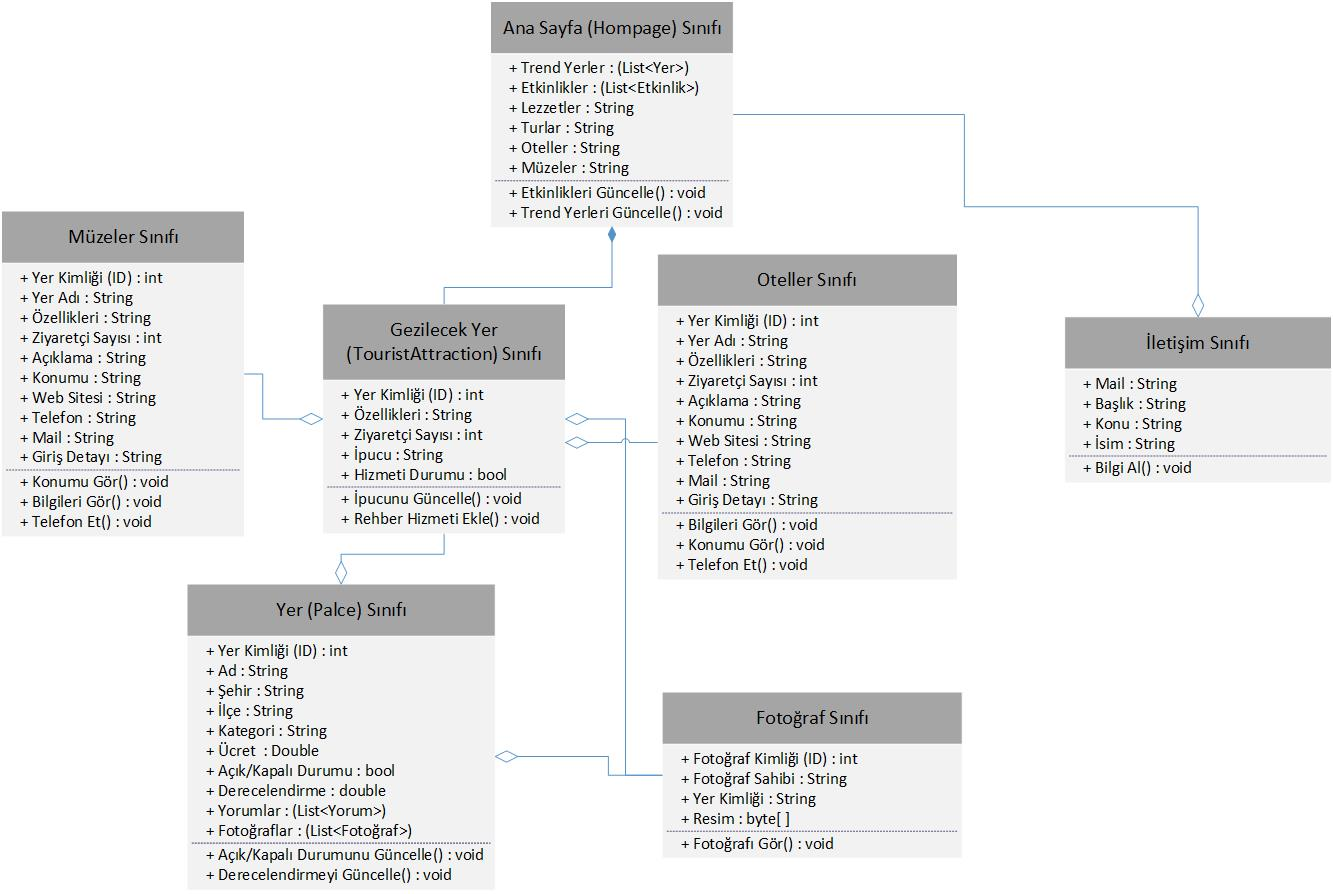 Ana Sayfa (Hompage) Sınıfı
+ Trend Yerler : (List<Yer>)
+ Etkinlikler : (List<Etkinlik>)
+ Lezzetler : String
+ Turlar : String
+ Oteller : String
+ Müzeler : String
+ Etkinlikleri Güncelle() : void
+ Trend Yerleri Güncelle() : void
Müzeler Sınıfı
+ Yer Kimliği (ID) : int
+ Yer Adı : String
+ Özellikleri : String
+ Ziyaretçi Sayısı : int
+ Açıklama : String
+ Konumu : String
+ Web Sitesi : String
+ Telefon : String
+ Mail : String
+ Giriş Detayı : String
+ Konumu Gör() : void
+ Bilgileri Gör() : void
+ Telefon Et() : void
Gezilecek Yer
(TouristAttraction) Sınıfı
+ Yer Kimliği (ID) : int
+ Özellikleri : String
+ Ziyaretçi Sayısı : int
+ İpucu : String
+ Hizmeti Durumu : bool
+ İpucunu Güncelle() : void
+ Rehber Hizmeti Ekle() : void
Oteller Sınıfı
+ Yer Kimliği (ID) : int
+ Yer Adı : String
+ Özellikleri : String
+ Ziyaretçi Sayısı : int
+ Açıklama : String
+ Konumu : String
+ Web Sitesi : String
+ Telefon : String
+ Mail : String
+ Giriş Detayı : String
+ Bilgileri Gör() : void
+ Konumu Gör() : void
+ Telefon Et() : void
İletişim Sınıfı
+ Mail : String
+ Başlık : String
+ Konu : String
+ İsim : String
+ Bilgi Al() : void
Yer (Palce) Sınıfı
+ Yer Kimliği (ID) : int
+ Ad : String
+ Şehir : String
+ İlçe : String
+ Kategori : String
+ Ücret : Double
+ Açık/Kapalı Durumu : bool
+ Derecelendirme : double
+ Yorumlar : (List<Yorum>)
+ Fotoğraflar : (List<Fotoğraf>)
+ Açık/Kapalı Durumunu Güncelle() : void
+ Derecelendirmeyi Güncelle() : void
Fotoğraf Sınıfı
+ Fotoğraf Kimliği (ID) : int
+ Fotoğraf Sahibi : String
+ Yer Kimliği : String
+ Resim : byte[ ]
+ Fotoğrafı Gör() : void